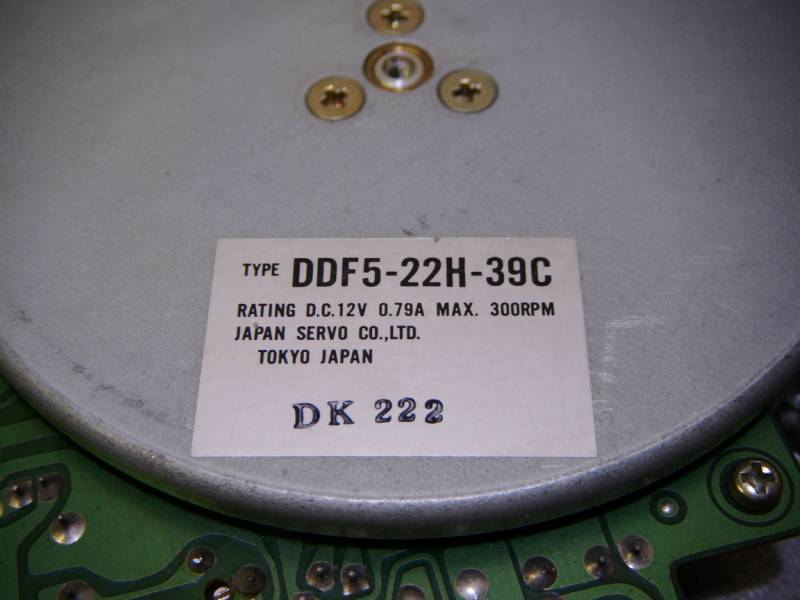 TYPE DDF5-22H-39C
RATING D.C.12V 0.79A MAX. 300RPM
JAPAN SERVO CO.,LTD.
TOKYO JAPAN
DK 222